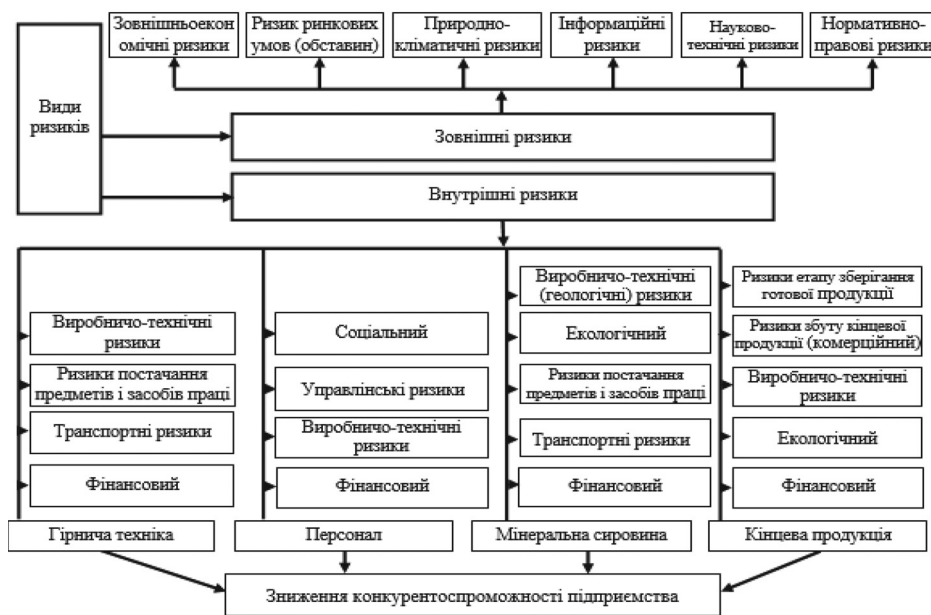 Зовнішньоекон
омічні ризики
Ризик ринкових
умов (обставин)
Природно-
кліматичні ризики
Інформаційні
ризики
Науково-
технічні ризики
Нормативно-
правові ризики
Види
ризиків
Зовнішні ризики
Внутрішні ризики
Виробничо-технічні
ризики
Ризики постачання
предметів і засобів праці
Транспортні ризики
Фінансовий
Гірнича техніка
Соціальний
Управлінські ризики
Виробничо-технічні
ризики
Фінансовий
Персонал
Виробничо-технічні
(геологічні) ризики
Екологічний
Ризики постачання
предметів і засобів праці
Транспортні ризики
Фінансовий
Мінеральна сировина
Ризики етапу зберігання
готової продукції
Ризики збуту кінцевої
продукції (комерційний)
Виробничо-технічні
ризики
Екологічний
Фінансовий
Кінцева продукція
Зниження конкурентоспроможності підприємства